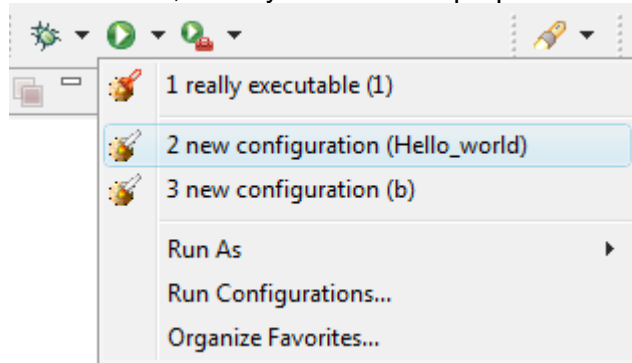 1 really executable (1)
2 new configuration (Hello_world)
3 new configuration (b)
Run As
Run Configurations...
Organize Favorites...